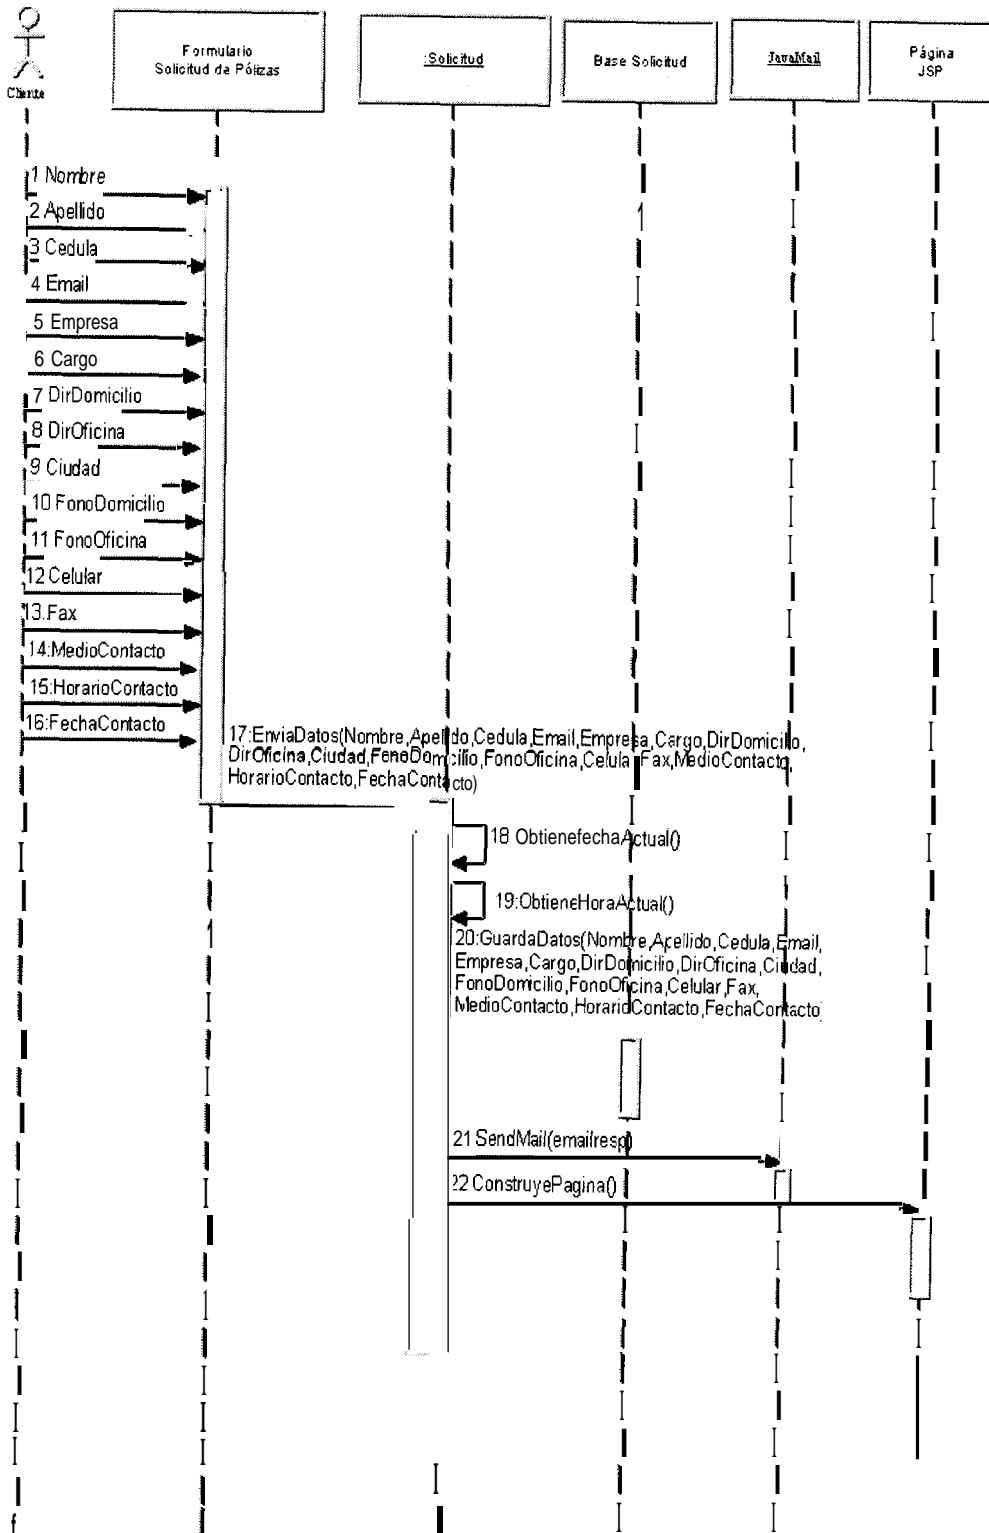 Cliente
Formulario
Solicitud de Pólizas
:Solicitud
Base Solicitud
JavaMail
Página
JSP
1 Nombre
2 Apellido
3 Cedula
4 Email
5 Empresa
6 Cargo
7 DirDomicilio
8 DirOficina
9 Ciudad
10 FonoDomicilio
11 FonoOficina
12 Celular
13.Fax
14:MedioContacto
15:HorarioContacto
16:FechaContacto
17:EnviaDatos(Nombre,Apellido,Cedula,Email,Empresa,Cargo,DirDomicilio,
DirOficina,Ciudad,FonoDomicilio,FonoOficina,Celular,Fax,MedioContacto,
HorarioContacto,FechaContacto)
18 ObtienefechaActual()
19:ObtieneHoraActual()
20:GuardaDatos(Nombre,Apellido,Cedula,Email,
Empresa,Cargo,DirDomicilio,DirOficina,Ciudad,
FonoDomicilio,FonoOficina,Celular,Fax,
MedioContacto,HorarioContacto,FechaContacto)
21 SendMail(emailresp)
22 ConstruyePagina()